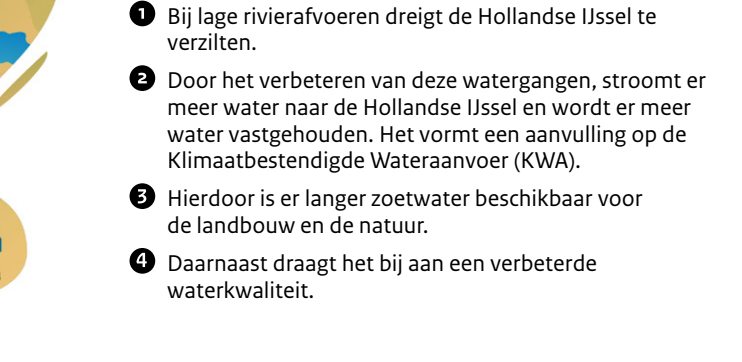 1 Bij lage rivierafvoeren dreigt de Hollandse IJssel te
verzilten.
2 Door het verbeteren van deze watergangen, stroomt er
meer water naar de Hollandse IJssel en wordt er meer
water vastgehouden. Het vormt een aanvulling op de
Klimaatbestendigde Wateraanvoer (KWA).
3 Hierdoor is er langer zoetwater beschikbaar voor
de landbouw en de natuur.
4 Daarnaast draagt het bij aan een verbeterde
waterkwaliteit.